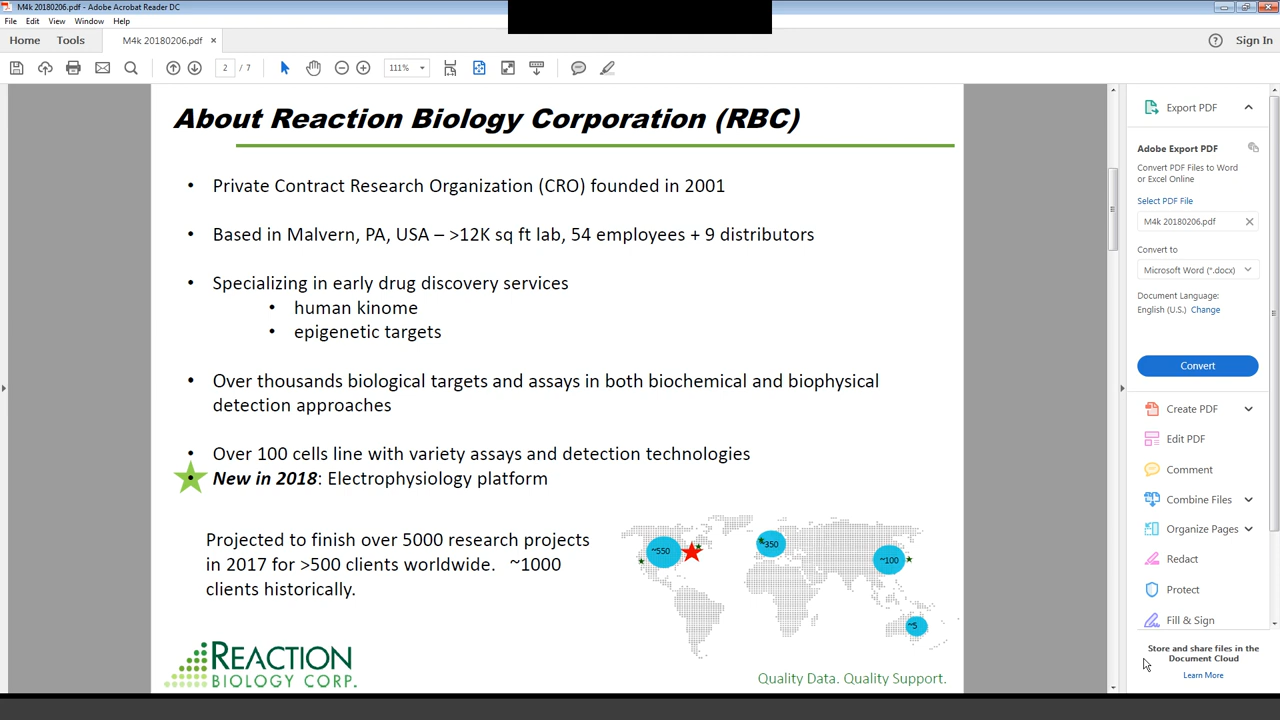 M4k 20180206.pdf - Adobe Acrobat Reader DC
File Edit View Window Help
Home Tools M4k 20180206.pdf × Sign In
2 / 7 111%
About Reaction Biology Corporation (RBC)
• Private Contract Research Organization (CRO) founded in 2001
• Based in Malvern, PA, USA – >12K sq ft lab, 54 employees + 9 distributors
• Specializing in early drug discovery services
• human kinome
• epigenetic targets
• Over thousands biological targets and assays in both biochemical and biophysical
detection approaches
• Over 100 cells line with variety assays and detection technologies
• New in 2018: Electrophysiology platform
Projected to finish over 5000 research projects
in 2017 for >500 clients worldwide. ~1000
clients historically.
~550
~350
~100
~5
REACTION
BIOLOGY CORP.
Quality Data. Quality Support.
Export PDF
Adobe Export PDF
Convert PDF Files to Word
or Excel Online
Select PDF File
M4k 20180206.pdf ×
Convert to
Microsoft Word (*.docx)
Document Language:
English (U.S.) Change
Convert
Create PDF
Edit PDF
Comment
Combine Files
Organize Pages
Redact
Protect
Fill & Sign
Store and share files in the
Document Cloud
Learn More